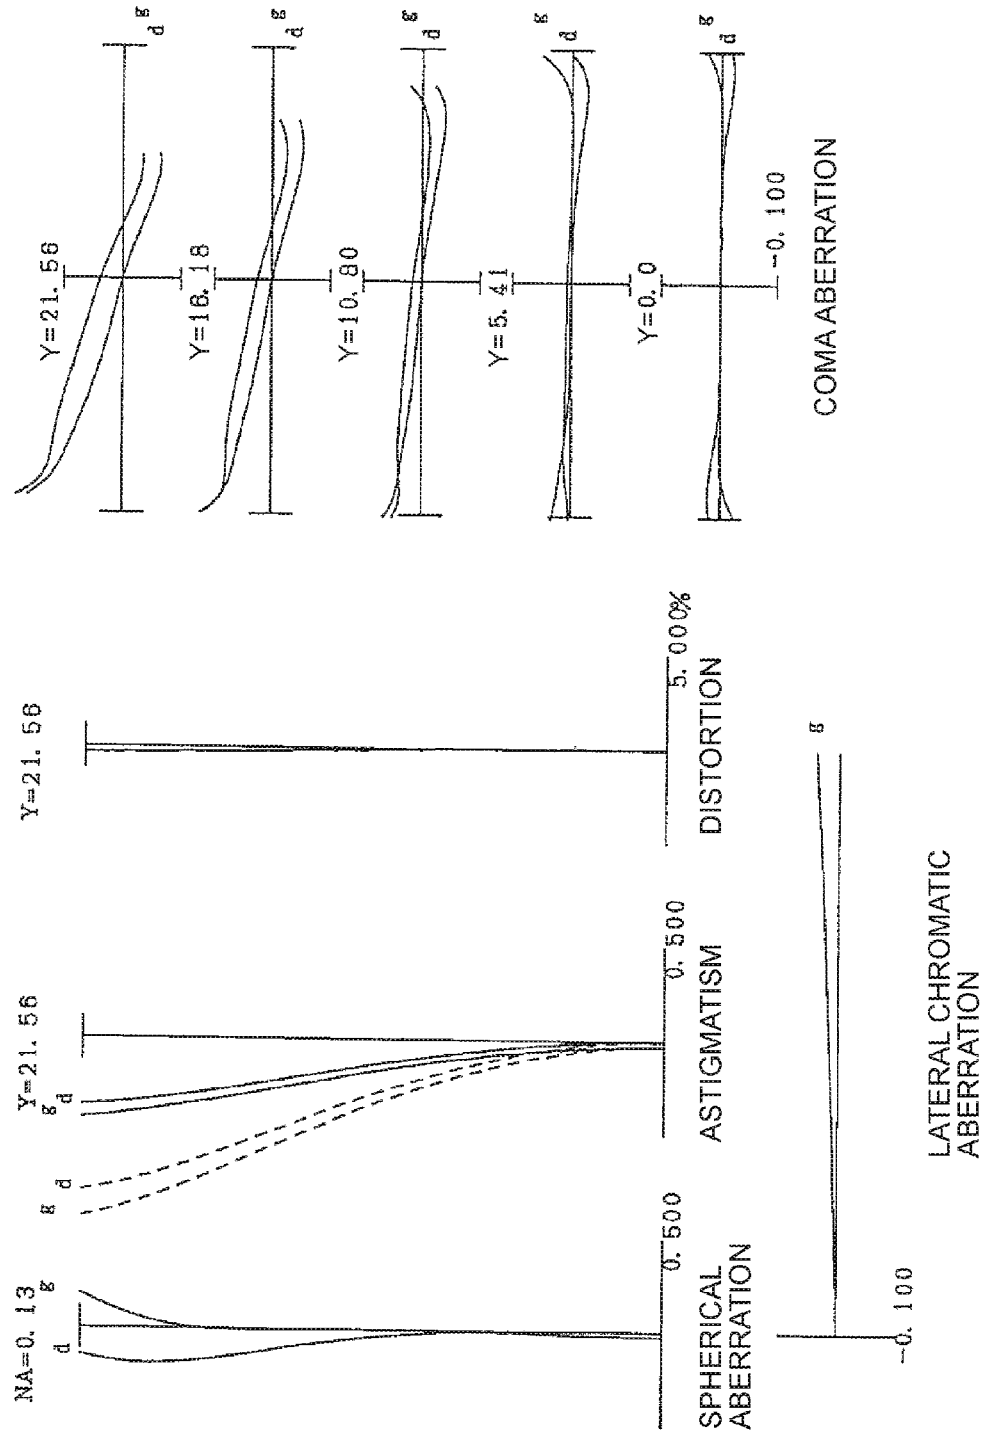 NA=0. 13
d
g
0. 500
SPHERICAL
ABERRATION
Y=21. 56
g
d
g
d
0. 500
ASTIGMATISM
Y=21. 56
5. 000%
DISTORTION
Y=21. 56
g
d
Y=16. 18
g
d
Y=10. 80
g
d
Y=5. 41
g
d
Y=0. 0
g
d
-0. 100
COMA ABERRATION
g
-0. 100
LATERAL CHROMATIC
ABERRATION